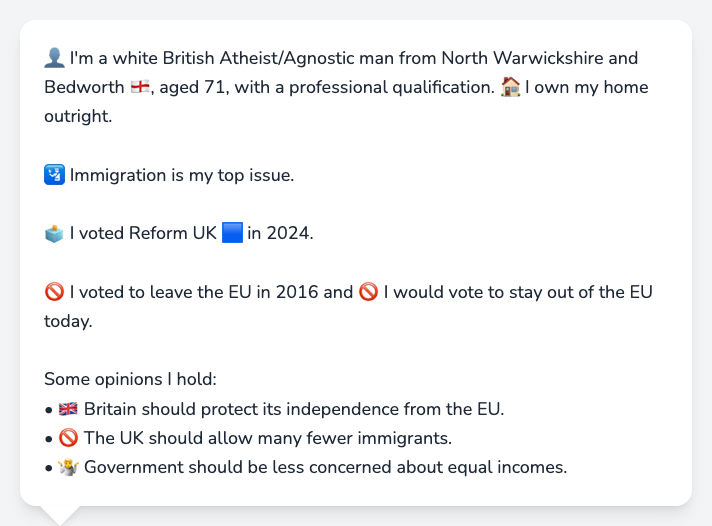 👤 I'm a white British Atheist/Agnostic man from North Warwickshire and
Bedworth 🏴󠁧󠁢󠁥󠁮󠁧󠁿, aged 71, with a professional qualification. 🏠 I own my home
outright.
🛂 Immigration is my top issue.
🗳️ I voted Reform UK 🟦 in 2024.
🚫 I voted to leave the EU in 2016 and 🚫 I would vote to stay out of the EU
today.
Some opinions I hold:
• 🇬🇧 Britain should protect its independence from the EU.
• 🚫 The UK should allow many fewer immigrants.
• 🤷 Government should be less concerned about equal incomes.